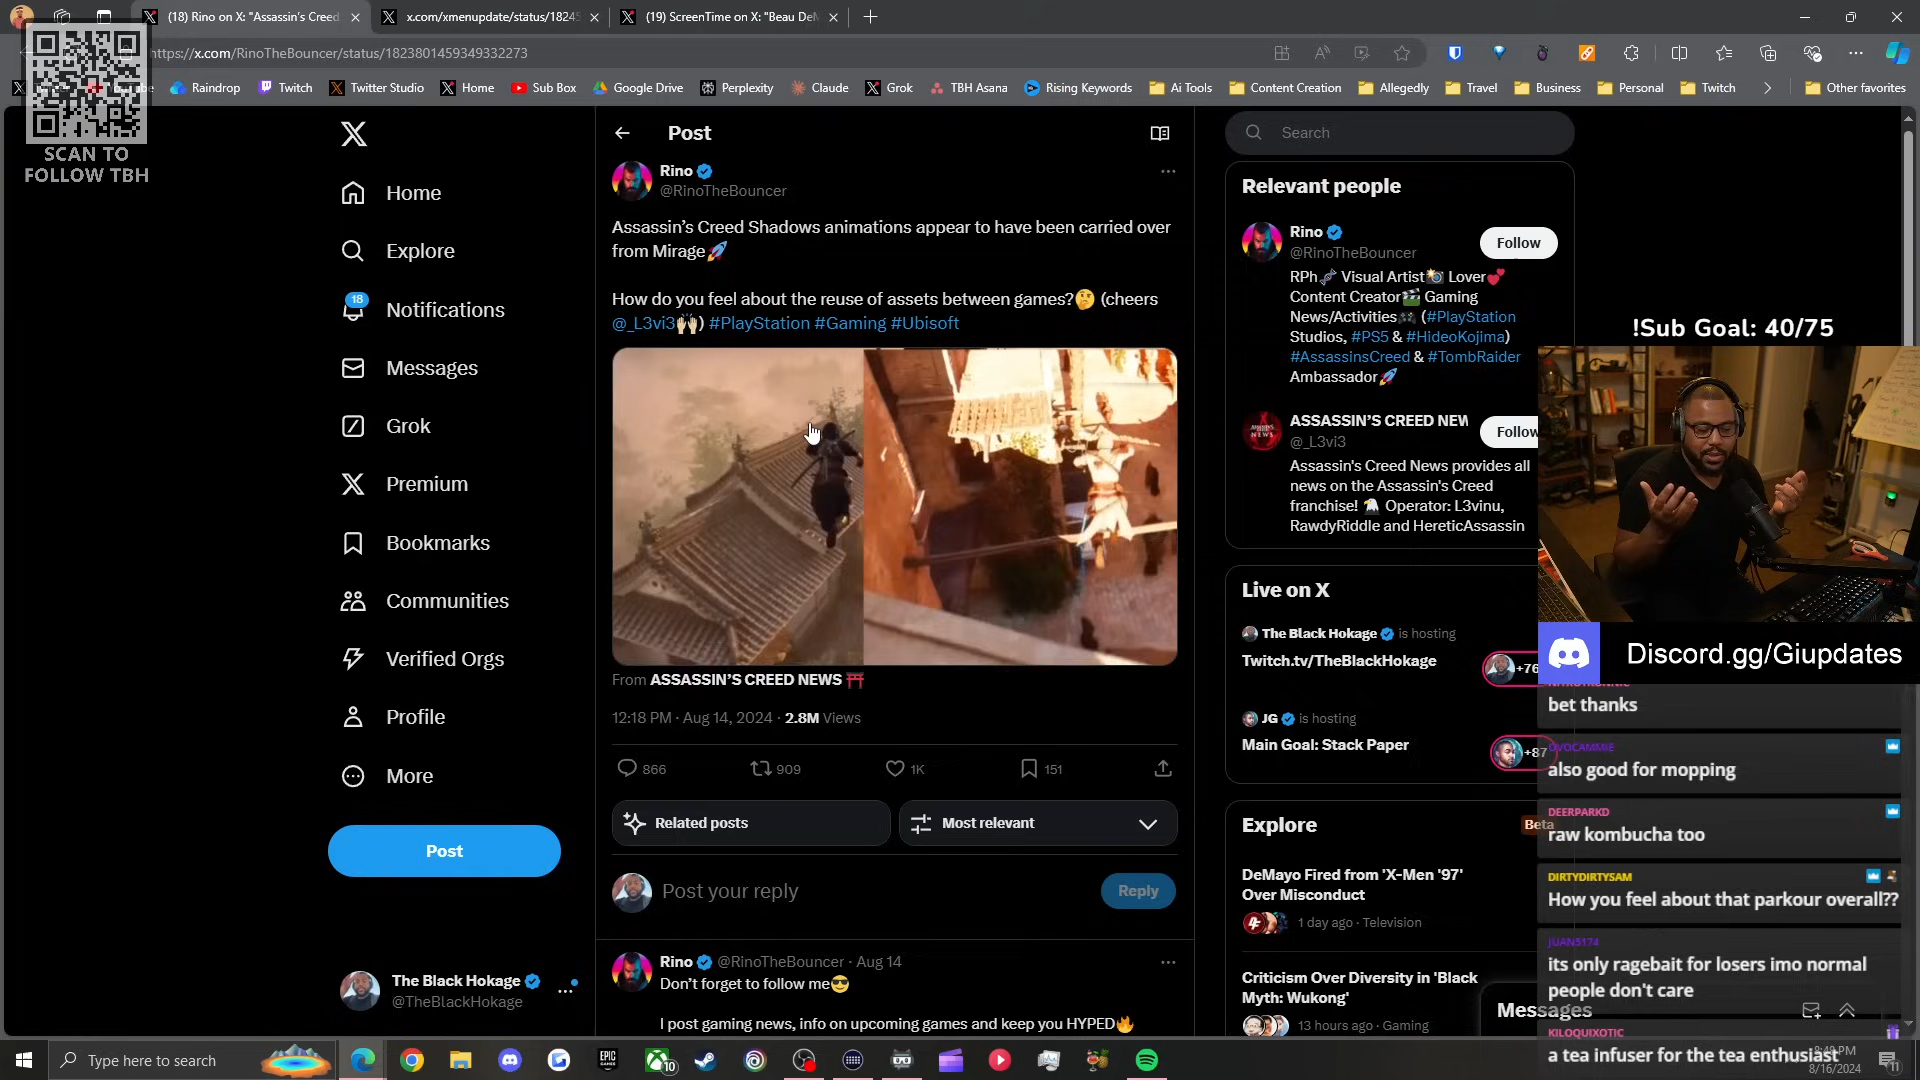 (18) Rino on X: "Assassin's Creed
x.com/xmenupdate/status/1824
(19) ScreenTime on X: "Beau DeM
https://x.com/RinoTheBouncer/status/1823801459349332273
Raindrop
Twitch
Twitter Studio
Home
Sub Box
Google Drive
Perplexity
Claude
Grok
TBH Asana
Rising Keywords
Ai Tools
Content Creation
Allegedly
Travel
Business
Personal
Twitch
Other favorites
SCAN TO
FOLLOW TBH
Home
Explore
18
Notifications
Messages
Grok
Premium
Bookmarks
Communities
Verified Orgs
Profile
More
Post
The Black Hokage
@TheBlackHokage
Post
Rino
@RinoTheBouncer
Assassin's Creed Shadows animations appear to have been carried over
from Mirage🚀
How do you feel about the reuse of assets between games?🤔 (cheers
@_L3vi3🙌🏻) #PlayStation #Gaming #Ubisoft
From ASSASSIN'S CREED NEWS ⛩
12:18 PM · Aug 14, 2024 · 2.8M Views
866
909
1K
151
Related posts
Most relevant
Post your reply
Reply
Rino @RinoTheBouncer · Aug 14
Don't forget to follow me😎
I post gaming news, info on upcoming games and keep you HYPED🔥
Search
Relevant people
Rino
@RinoTheBouncer
Follow
RPh🧬 Visual Artist📸 Lover💕
Content Creator🎬 Gaming
News/Activities🎮 (#PlayStation
Studios, #PS5 & #HideoKojima)
#AssassinsCreed & #TombRaider
Ambassador🚀
ASSASSIN'S CREED NEW
@_L3vi3
Follow
Assassin's Creed News provides all
news on the Assassin's Creed
franchise! 🦅 Operator: L3vinu,
RawdyRiddle and HereticAssassin
Live on X
The Black Hokage is hosting
Twitch.tv/TheBlackHokage
+76
JG is hosting
Main Goal: Stack Paper
+87
Explore
Beta
DeMayo Fired from 'X-Men '97'
Over Misconduct
1 day ago · Television
Criticism Over Diversity in 'Black
Myth: Wukong'
13 hours ago · Gaming
Messages
!Sub Goal: 40/75
Discord.gg/Giupdates
bet thanks
OVOCAMMIE
also good for mopping
DEERPARKD
raw kombucha too
DIRTYDIRTYSAM
How you feel about that parkour overall??
JUAN5174
its only ragebait for losers imo normal
people don't care
KILOQUIXOTIC
a tea infuser for the tea enthusiast
Type here to search
EPIC
GAMES
10
8:49 PM
8/16/2024
11